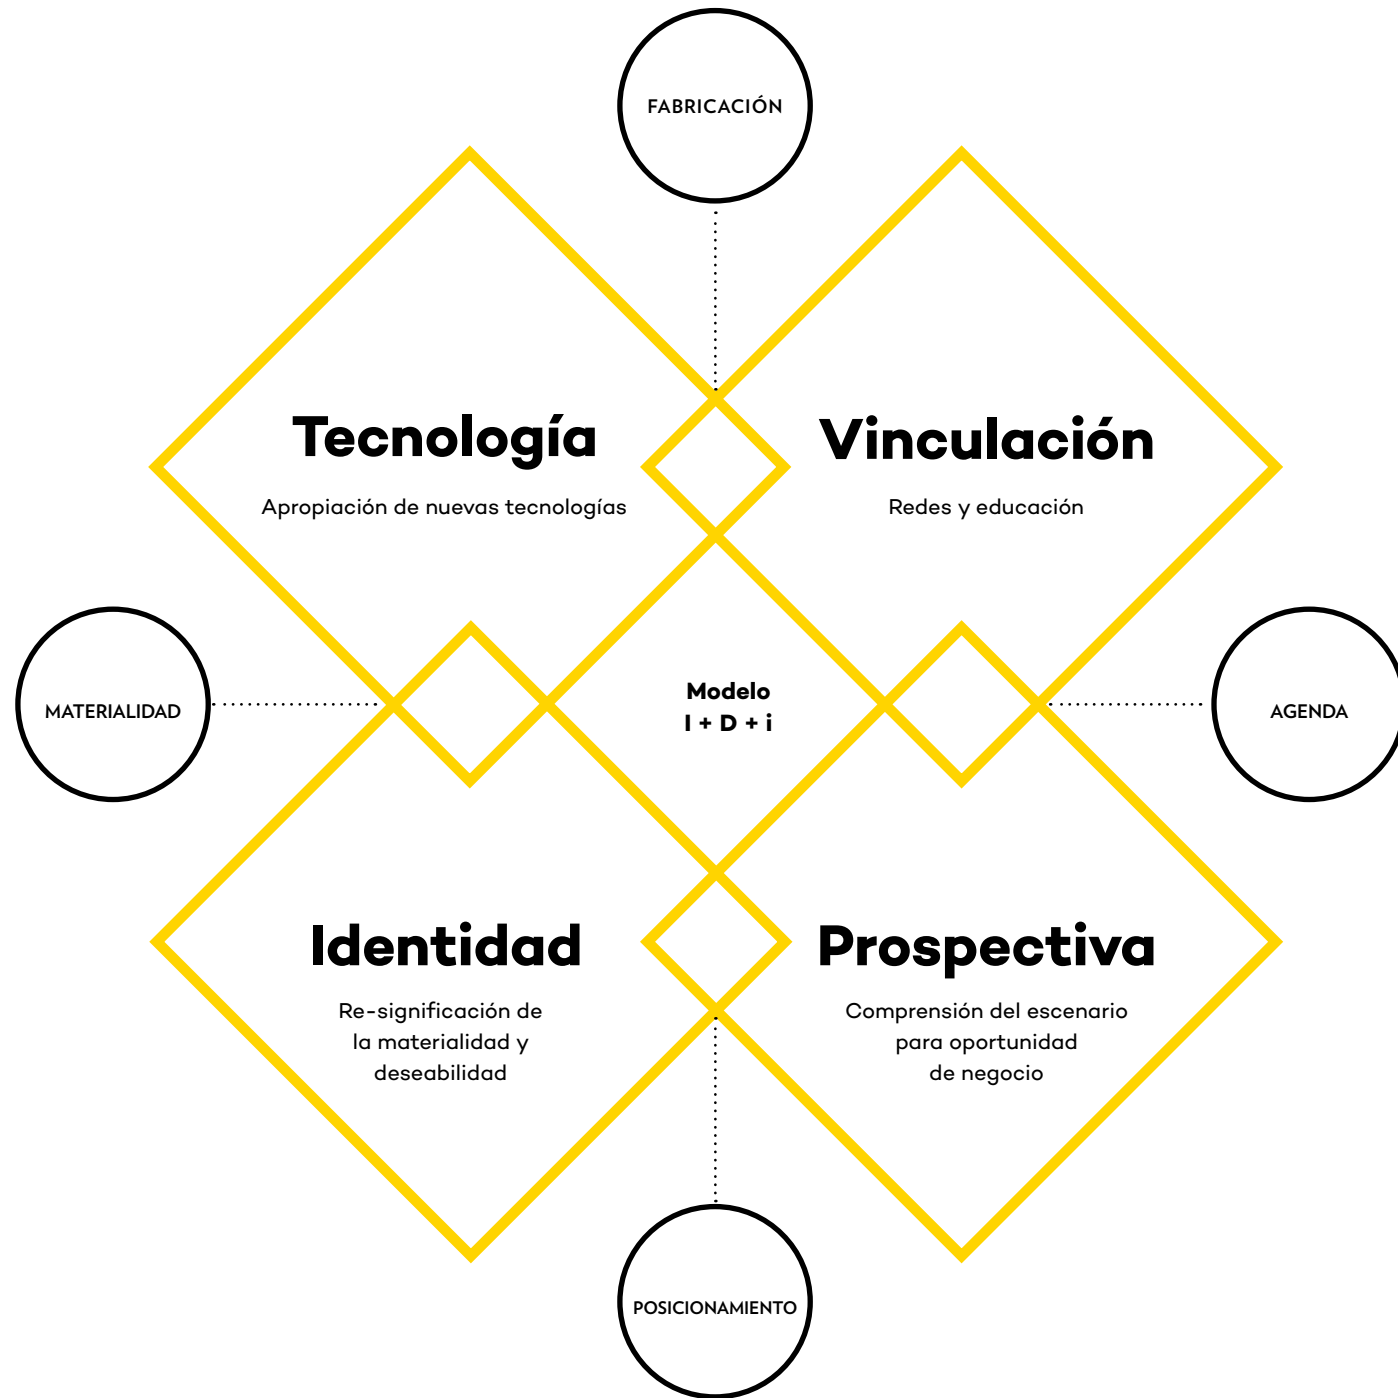 FABRICACIÓN
Tecnología
Apropiación de nuevas tecnologías
Vinculación
Redes y educación
MATERIALIDAD
Modelo
I + D + i
AGENDA
Identidad
Re-significación de
la materialidad y
deseabilidad
Prospectiva
Comprensión del escenario
para oportunidad
de negocio
POSICIONAMIENTO